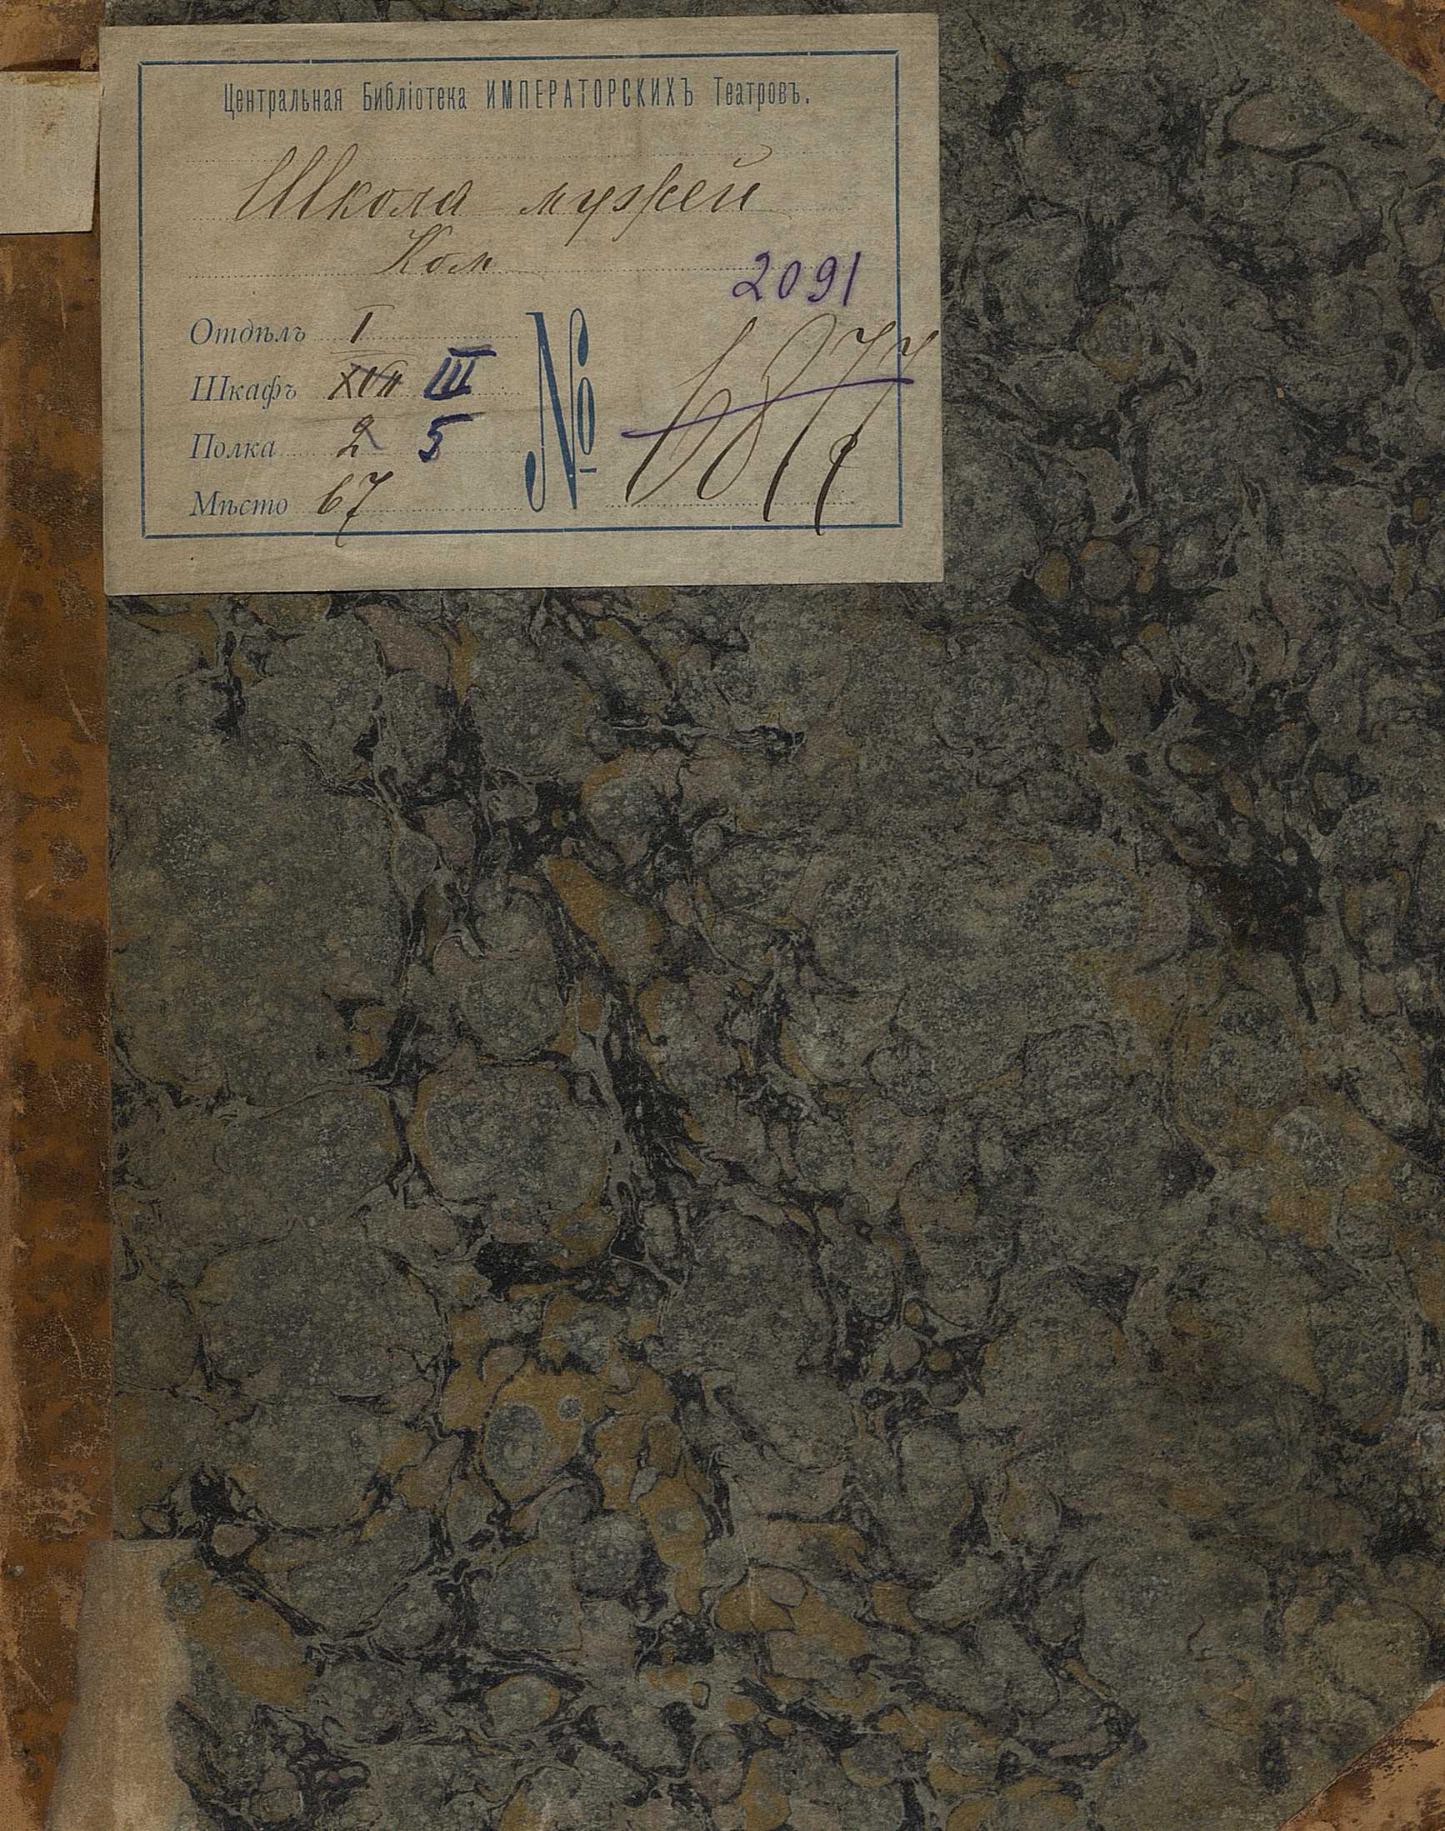 Центральная Библіотека ИМПЕРАТОРСКИХЪ Театровъ.
Школа мужей
Ком
2091
Отдѣлъ I
Шкафъ XVII III
Полка 2 5
Мѣсто 67
№ 6877